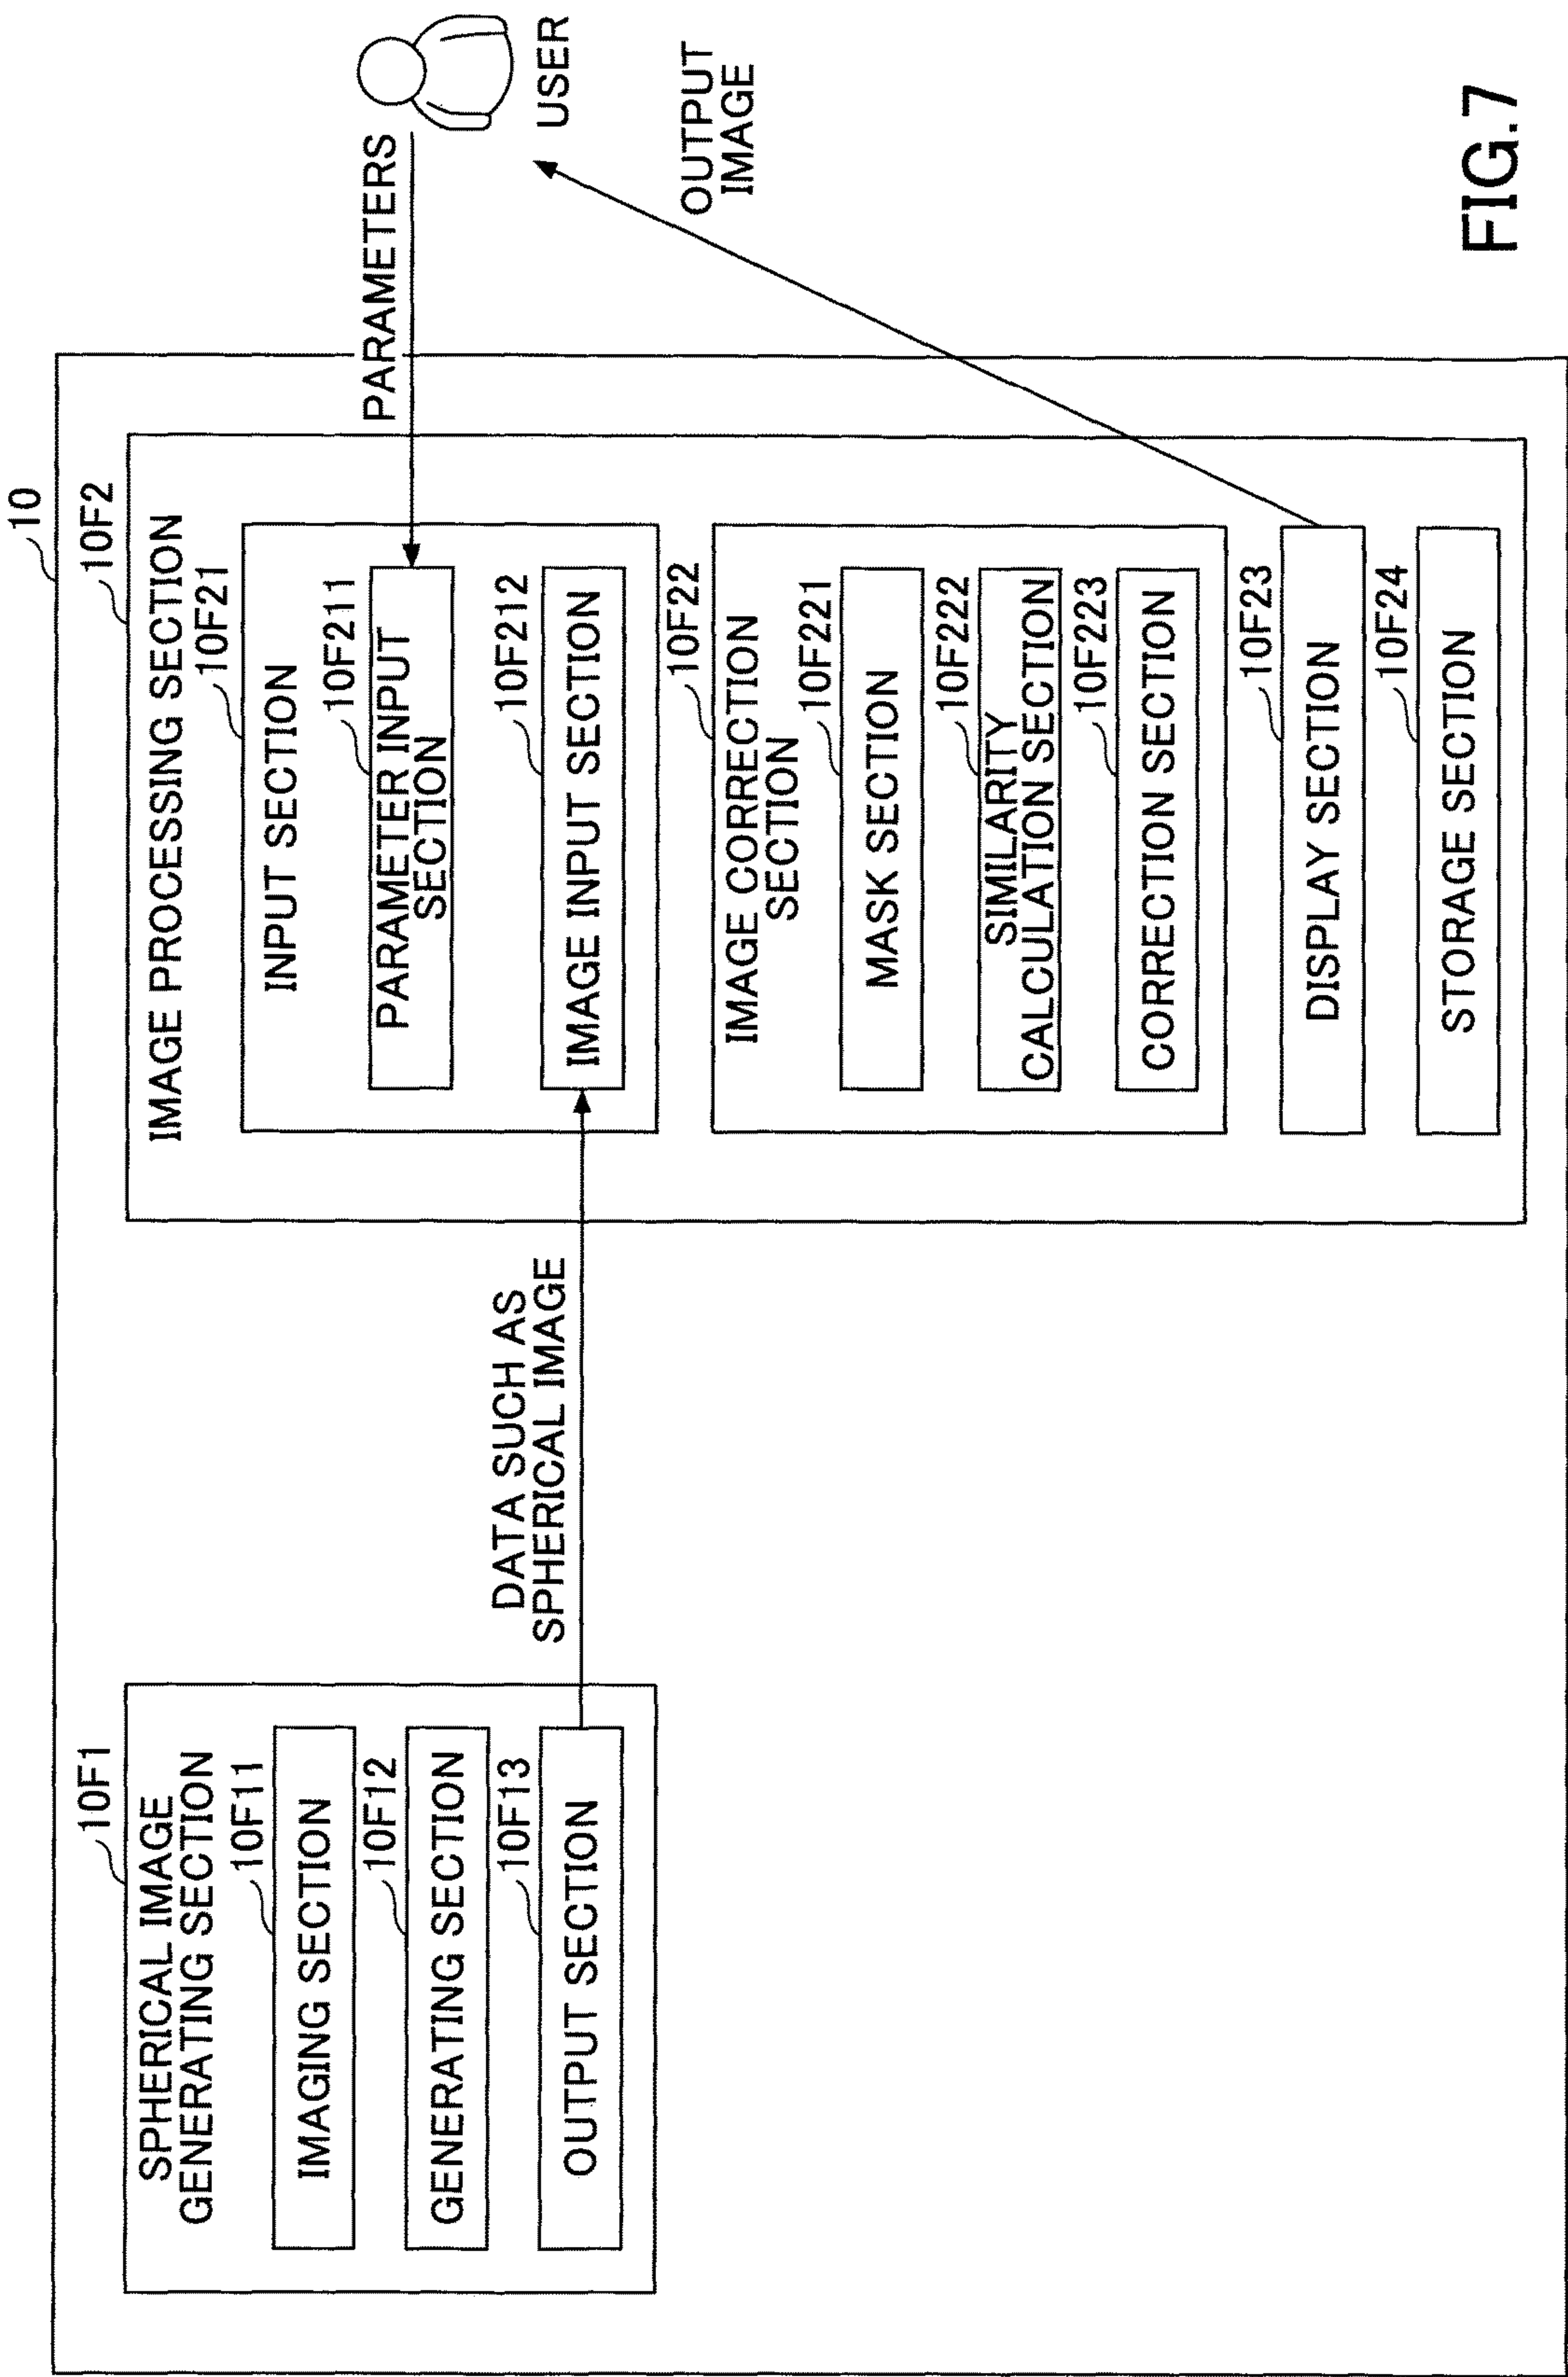 10
10F1
SPHERICAL IMAGE
GENERATING SECTION
10F11
IMAGING SECTION
10F12
GENERATING SECTION
10F13
OUTPUT SECTION
DATA SUCH AS
SPHERICAL IMAGE
10F2
IMAGE PROCESSING SECTION
10F21
INPUT SECTION
10F211
PARAMETER INPUT
SECTION
10F212
IMAGE INPUT SECTION
10F22
IMAGE CORRECTION
SECTION
10F221
MASK SECTION
10F222
SIMILARITY
CALCULATION SECTION
10F223
CORRECTION SECTION
10F23
DISPLAY SECTION
10F24
STORAGE SECTION
PARAMETERS
USER
OUTPUT
IMAGE
FIG.7